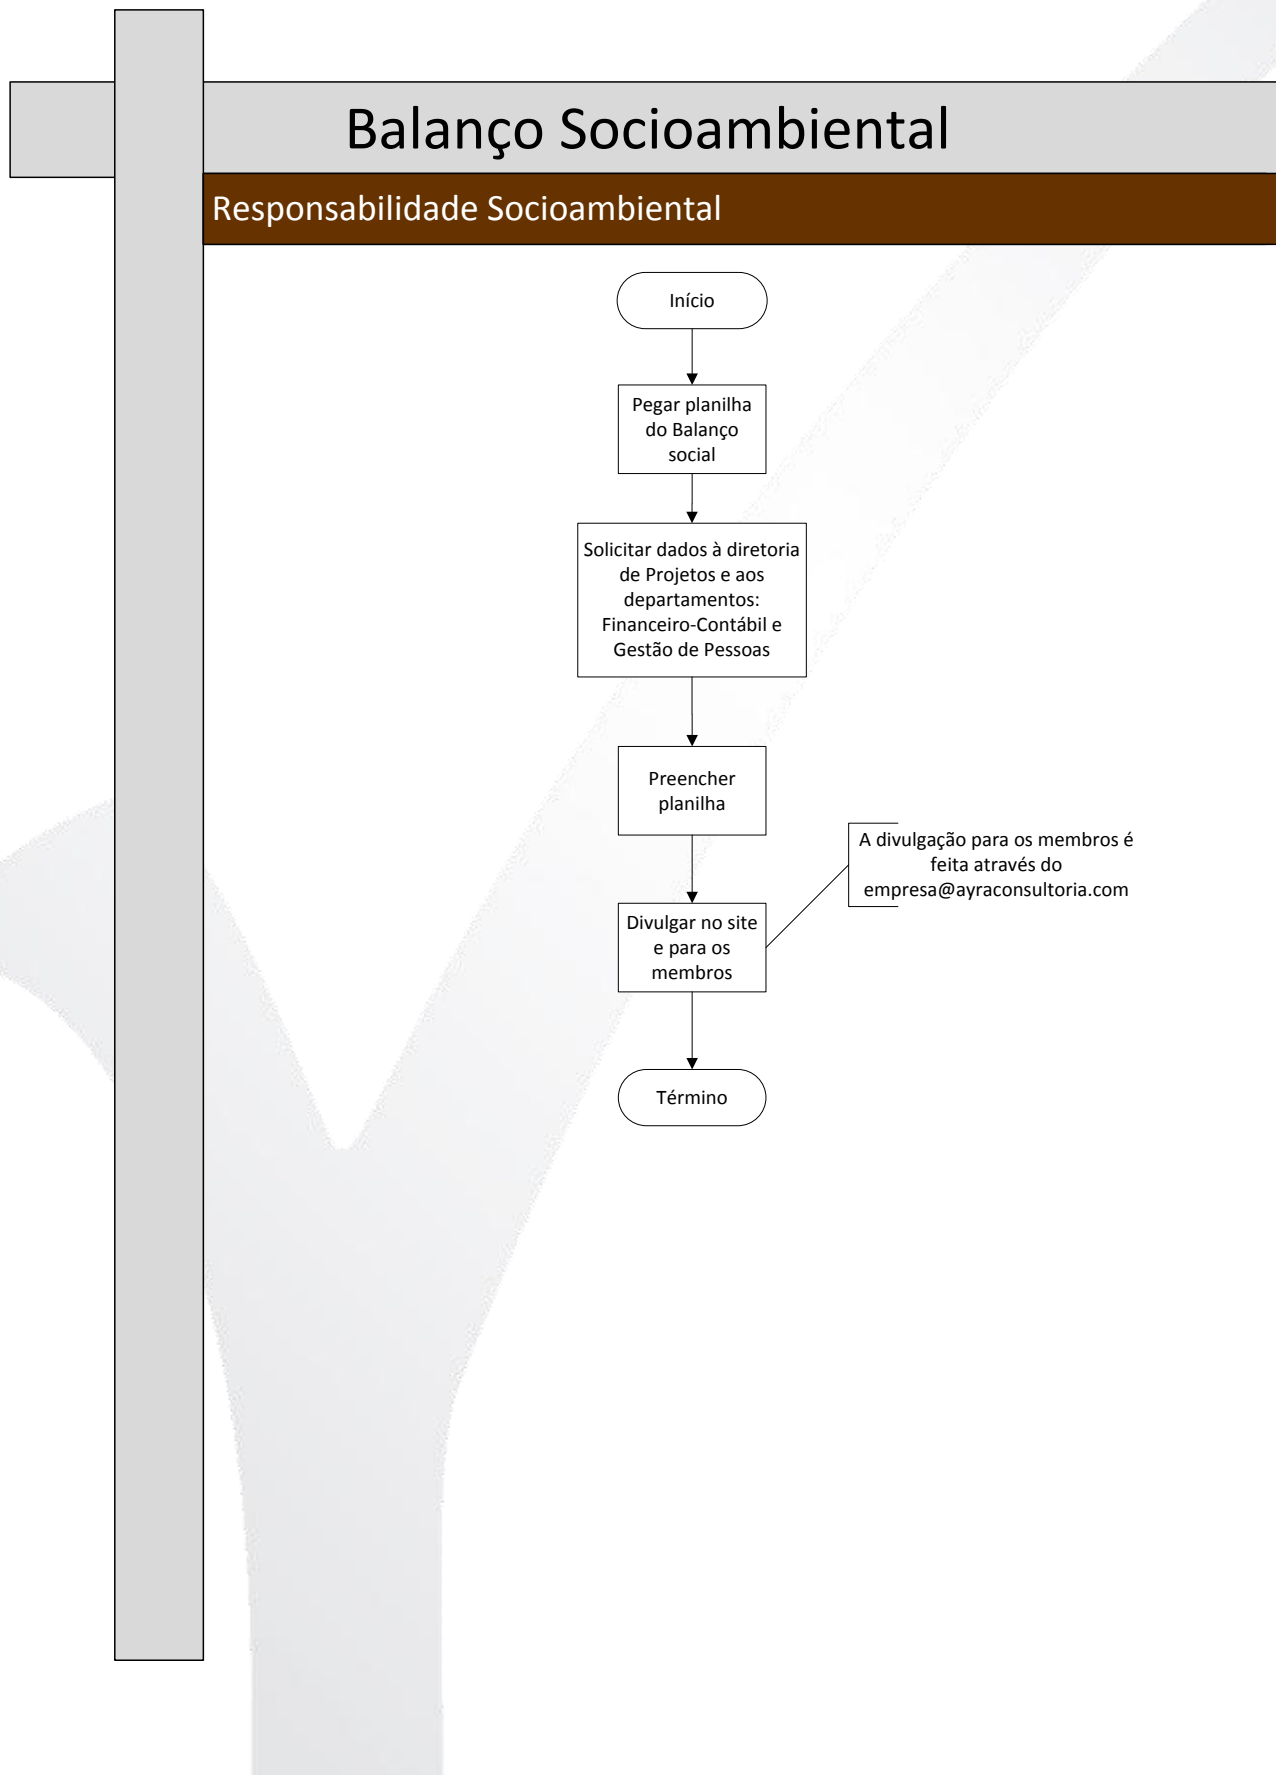 Balanço Socioambiental
Responsabilidade Socioambiental
Início
Pegar planilha
do Balanço
social
Solicitar dados à diretoria
de Projetos e aos
departamentos:
Financeiro-Contábil e
Gestão de Pessoas
Preencher
planilha
A divulgação para os membros é
feita através do
empresa@ayraconsultoria.com
Divulgar no site
e para os
membros
Término